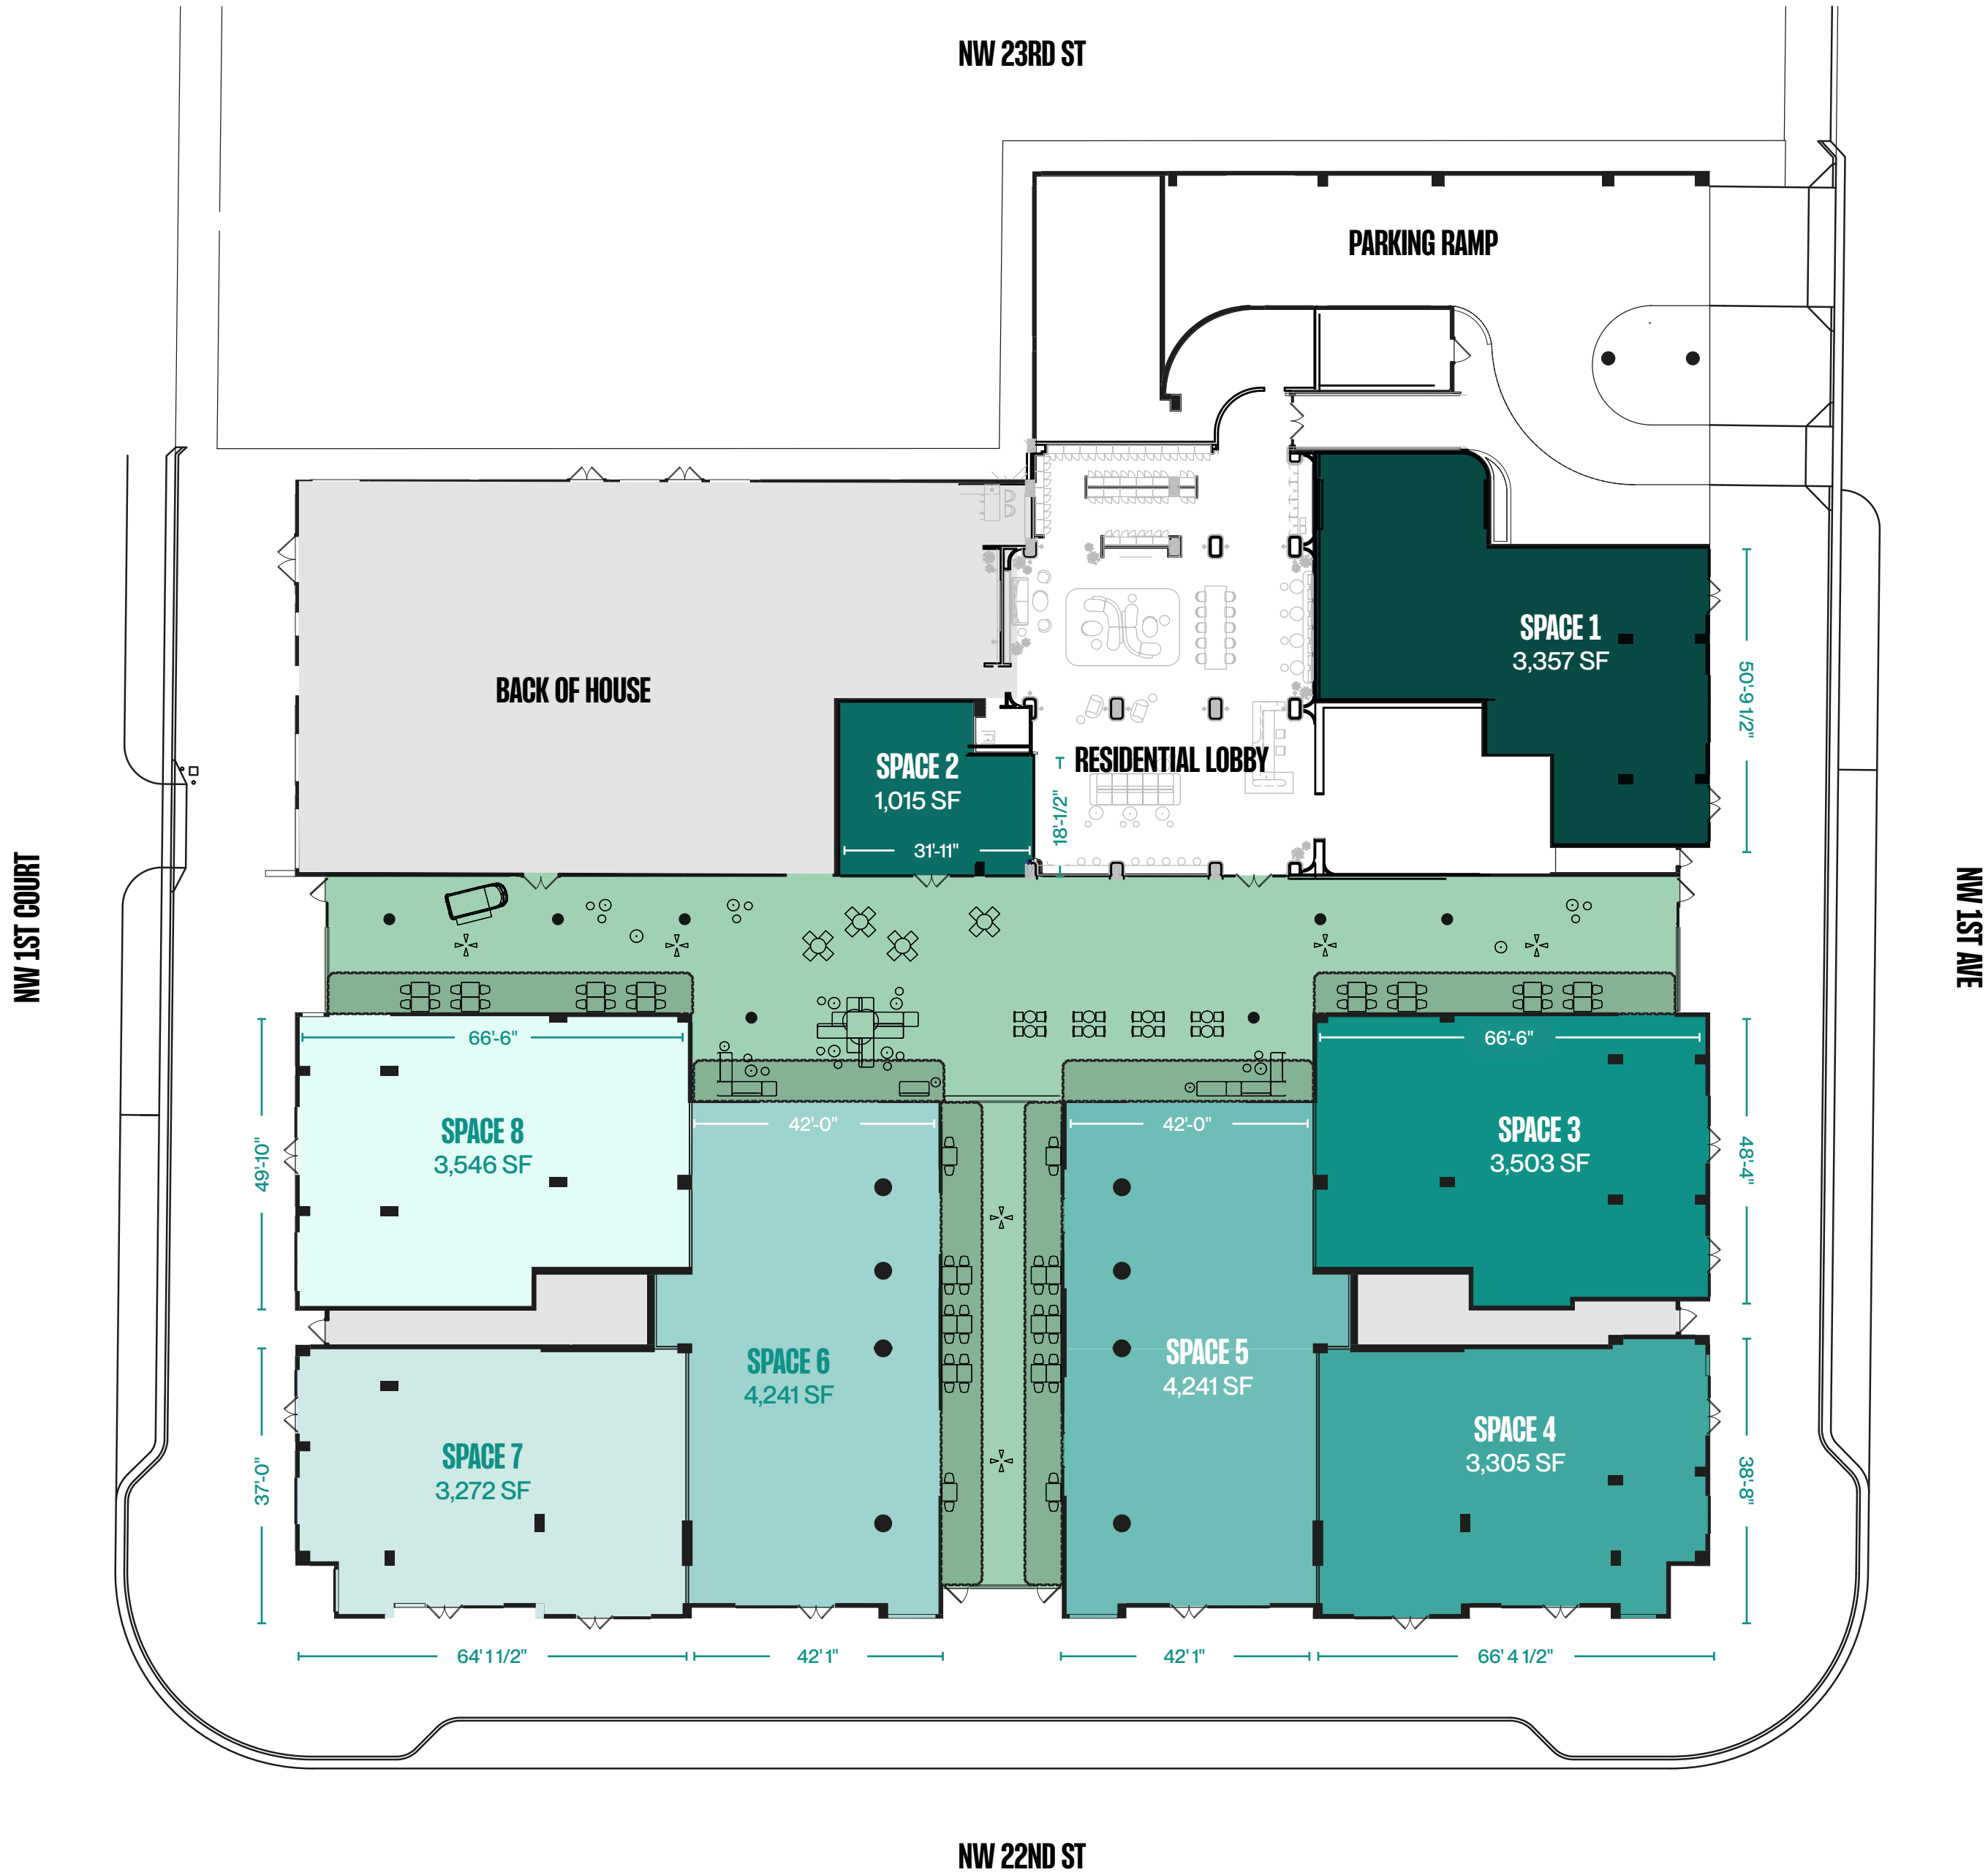 NW 23RD ST
PARKING RAMP
SPACE 1
3,357 SF
50'-9 1/2"
BACK OF HOUSE
RESIDENTIAL LOBBY
SPACE 2
1,015 SF
18'-1/2"
31'-11"
NW 1ST COURT
NW 1ST AVE
66'-6"
66'-6"
42'-0"
42'-0"
SPACE 8
3,546 SF
49'-10"
SPACE 3
3,503 SF
48'-4"
SPACE 6
4,241 SF
SPACE 5
4,241 SF
SPACE 7
3,272 SF
37'-0"
SPACE 4
3,305 SF
38'-8"
64' 11/2"
42' 1"
42' 1"
66' 4 1/2"
NW 22ND ST